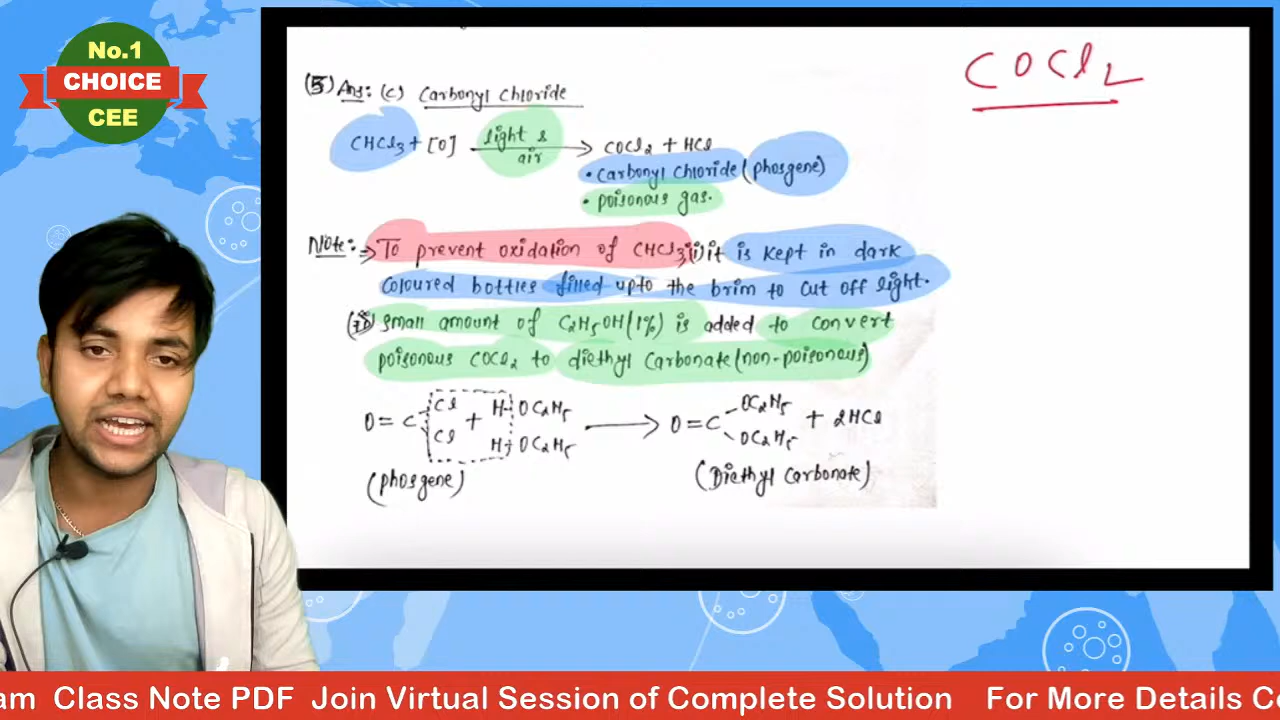 No.1
CHOICE
CEE
COCl2
(5) Ans: (c) Carbonyl Chloride
CHCl3 + [O] light & air → COCl2 + HCl
• Carbonyl Chloride (phosgene)
• poisonous gas.
Note: → To prevent oxidation of CHCl3, (i) it is kept in dark
coloured bottles filled upto the brim to cut off light.
(ii) small amount of C2H5OH (1%) is added to convert
poisonous COCl2 to diethyl Carbonate (non-poisonous)
Cl H OC2H5 OC2H5
O=C + → O=C + 2HCl
Cl H OC2H5 OC2H5
(phosgene) (Diethyl Carbonate)
am Class Note PDF Join Virtual Session of Complete Solution For More Details Co